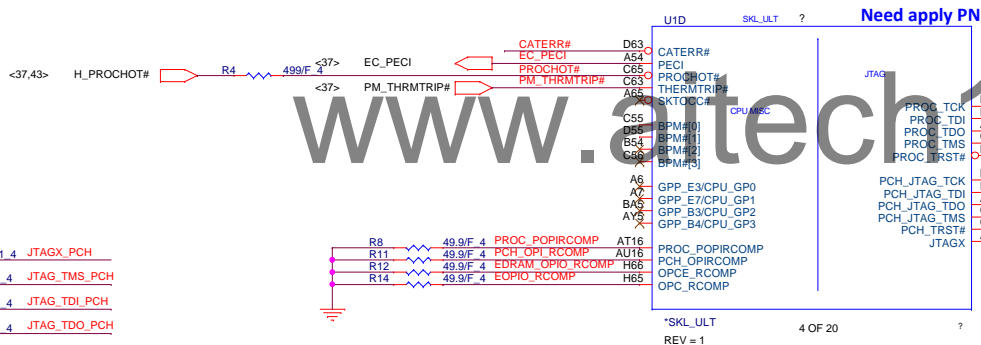 Need apply PN
U1D SKL_ULT ?
<37,43> H_PROCHOT# R4 499/F_4
<37> EC_PECI
<37> PM_THRMTRIP#
CATERR# D63 CATERR#
EC_PECI A54 PECI
PROCHOT# C65 PROCHOT#
PM_THRMTRIP# C63 THERMTRIP#
A65 SKTOCC#
CPU MISC
JTAG
C55 BPM#[0]
D55 BPM#[1]
B54 BPM#[2]
C56 BPM#[3]
PROC_TCK
PROC_TDI
PROC_TDO
PROC_TMS
PROC_TRST#
A6 GPP_E3/CPU_GP0
A7 GPP_E7/CPU_GP1
BA5 GPP_B3/CPU_GP2
AY5 GPP_B4/CPU_GP3
PCH_JTAG_TCK
PCH_JTAG_TDI
PCH_JTAG_TDO
PCH_JTAG_TMS
PCH_TRST#
JTAGX
R8 49.9/F_4 PROC_POPIRCOMP AT16 PROC_POPIRCOMP
R11 49.9/F_4 PCH_OPI_RCOMP AU16 PCH_OPIRCOMP
R12 49.9/F_4 EDRAM_OPIO_RCOMP H66 OPCE_RCOMP
R14 49.9/F_4 EOPIO_RCOMP H65 OPC_RCOMP
1_4 JTAGX_PCH
_4 JTAG_TMS_PCH
_4 JTAG_TDI_PCH
_4 JTAG_TDO_PCH
*SKL_ULT 4 OF 20 ?
REV = 1
www.aitech1